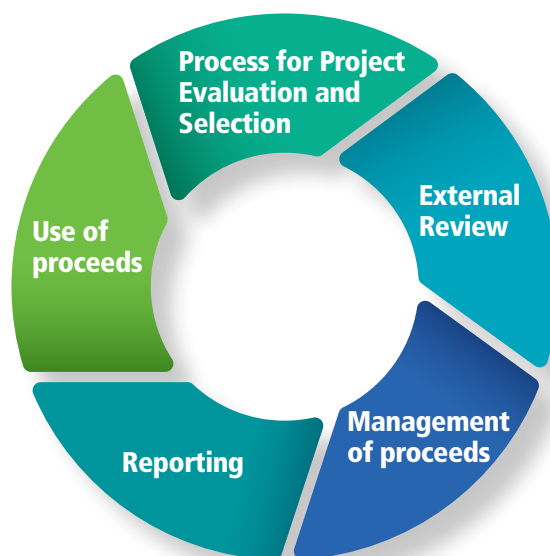 Process for Project
Evaluation and
Selection
External
Review
Use of
proceeds
Management
of proceeds
Reporting